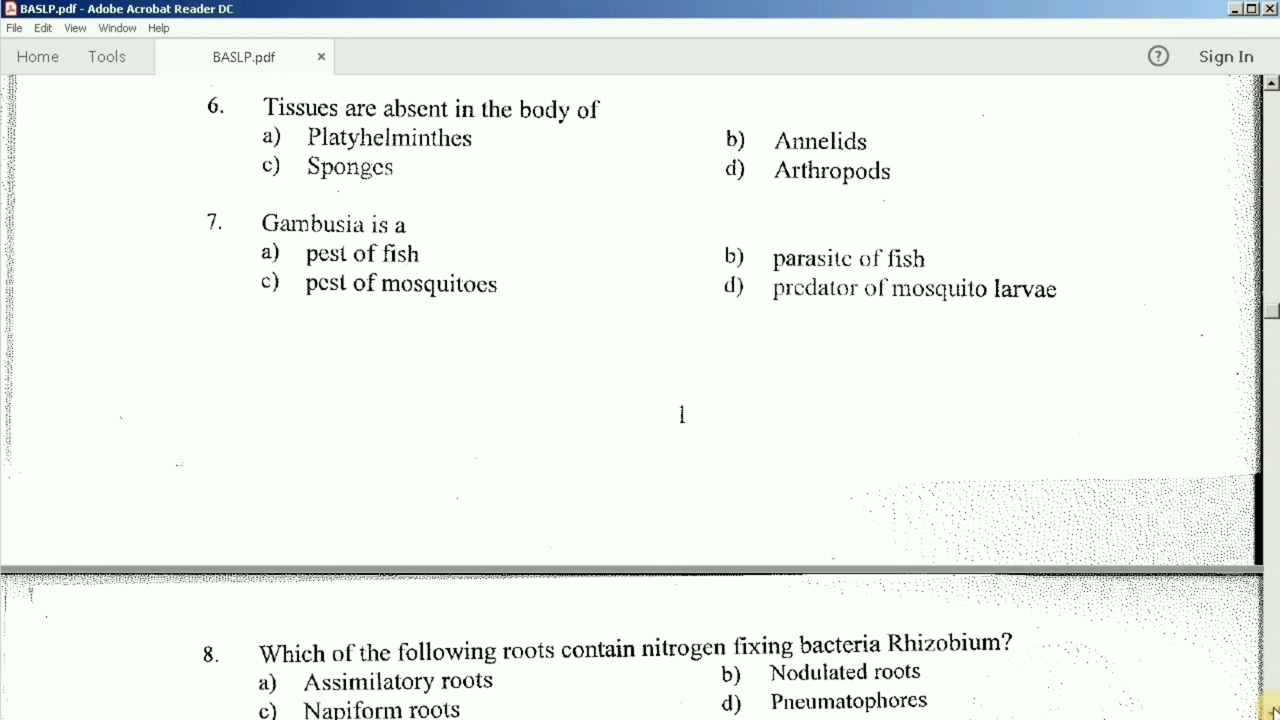 BASLP.pdf - Adobe Acrobat Reader DC
File Edit View Window Help
Home Tools BASLP.pdf × ? Sign In
6. Tissues are absent in the body of
a) Platyhelminthes b) Annelids
c) Sponges d) Arthropods
7. Gambusia is a
a) pest of fish b) parasite of fish
c) pest of mosquitoes d) predator of mosquito larvae
1
8. Which of the following roots contain nitrogen fixing bacteria Rhizobium?
a) Assimilatory roots b) Nodulated roots
c) Napiform roots d) Pneumatophores